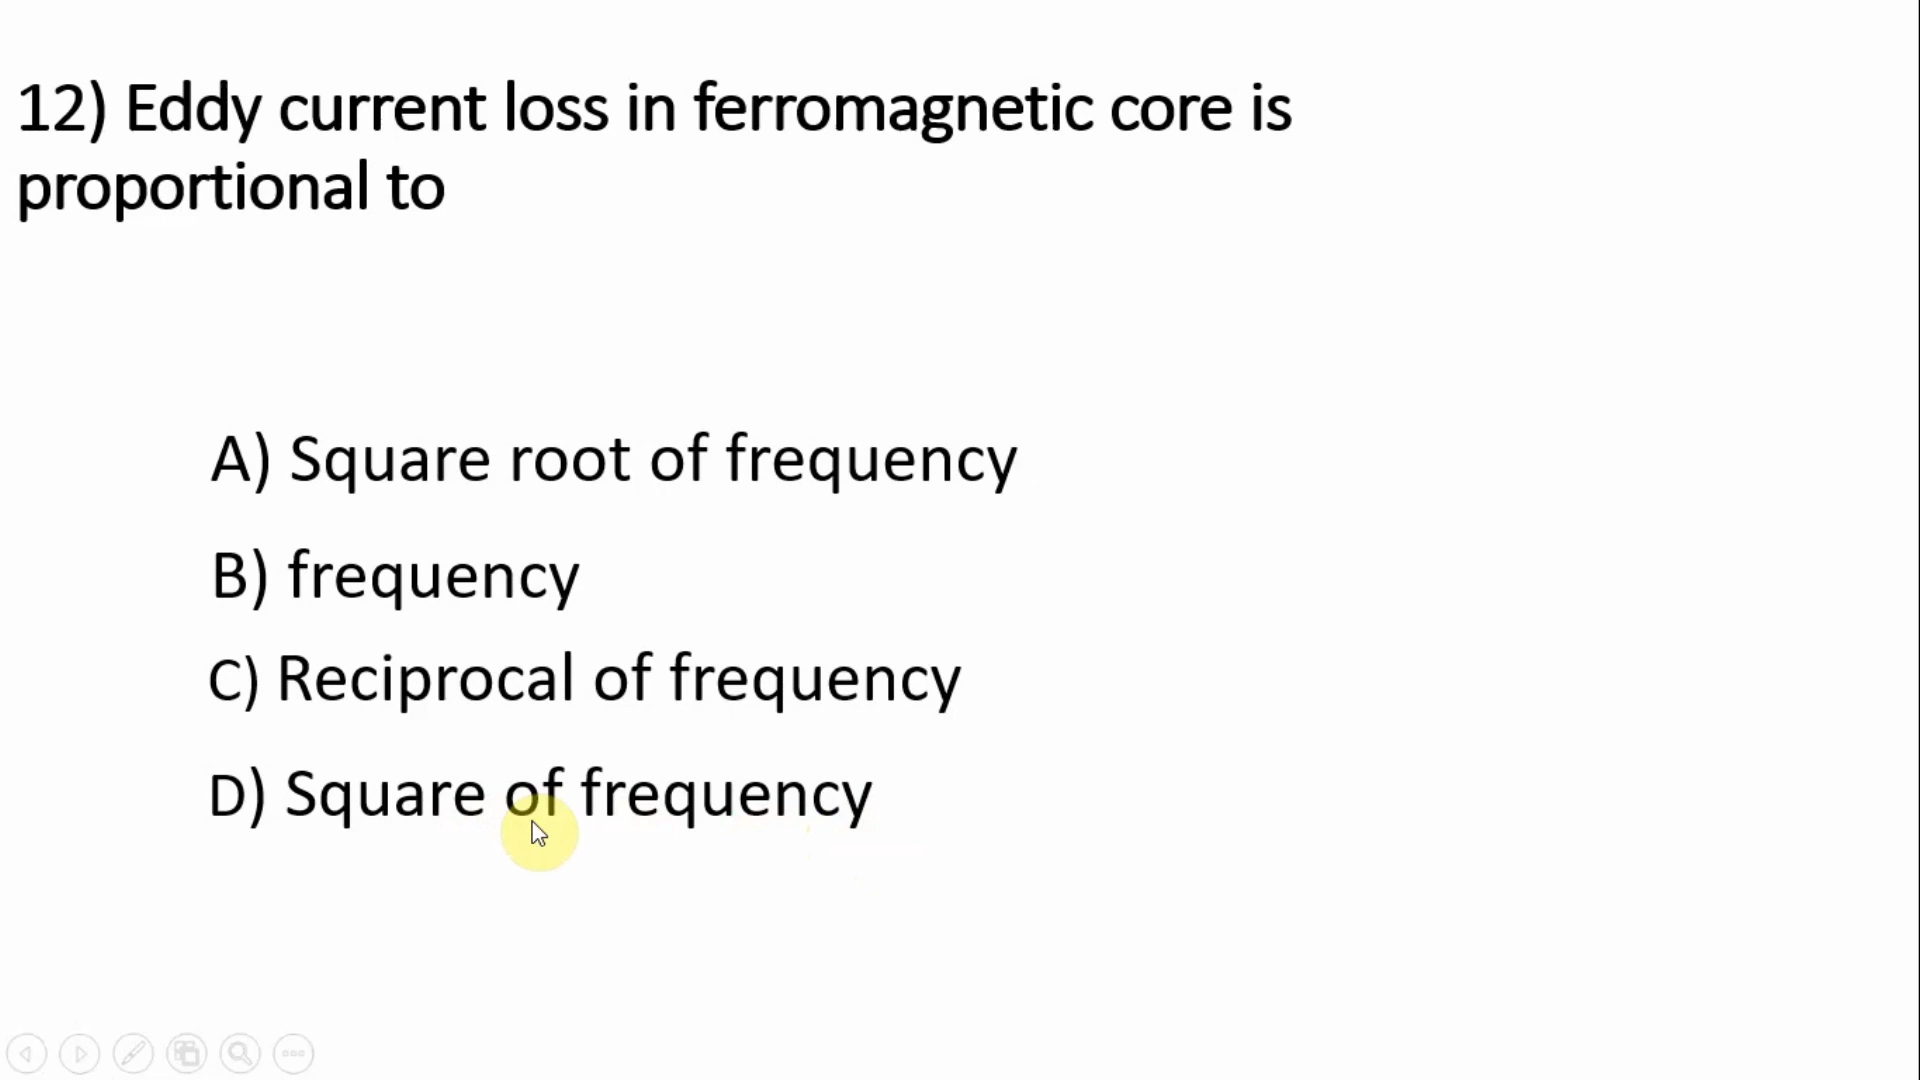 12) Eddy current loss in ferromagnetic core is
proportional to
A) Square root of frequency
B) frequency
C) Reciprocal of frequency
D) Square of frequency